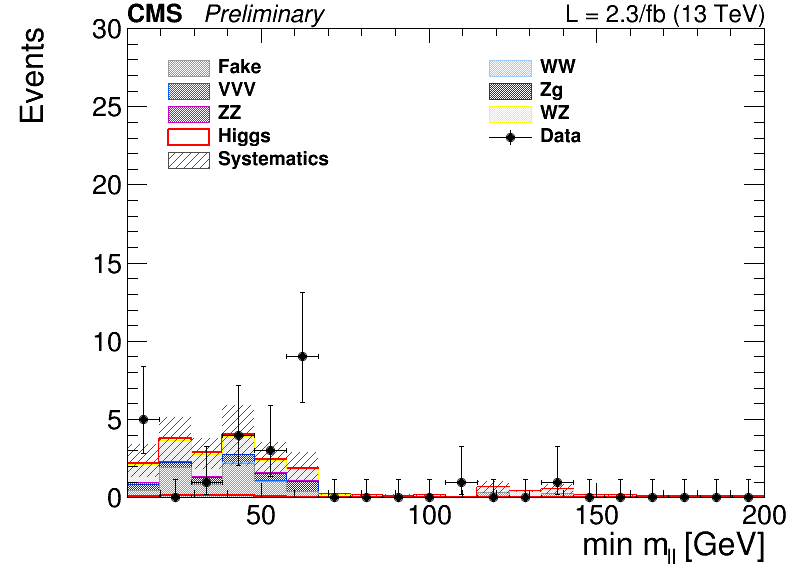 CMS Preliminary L = 2.3/fb (13 TeV)
Events
30
25
20
15
10
5
0
Fake
VVV
ZZ
Higgs
Systematics
WW
Zg
WZ
Data
50 100 150 200
min m_ll [GeV]